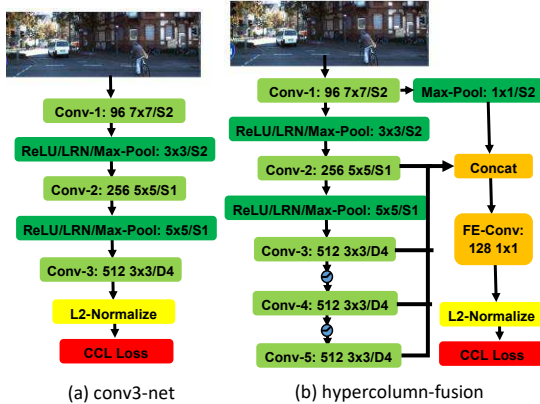 Conv-1: 96 7x7/S2
ReLU/LRN/Max-Pool: 3x3/S2
Conv-2: 256 5x5/S1
ReLU/LRN/Max-Pool: 5x5/S1
Conv-3: 512 3x3/D4
L2-Normalize
CCL Loss
(a) conv3-net
Conv-1: 96 7x7/S2
Max-Pool: 1x1/S2
ReLU/LRN/Max-Pool: 3x3/S2
Conv-2: 256 5x5/S1
Concat
ReLU/LRN/Max-Pool: 5x5/S1
FE-Conv:
128 1x1
Conv-3: 512 3x3/D4
Conv-4: 512 3x3/D4
L2-Normalize
Conv-5: 512 3x3/D4
CCL Loss
(b) hypercolumn-fusion